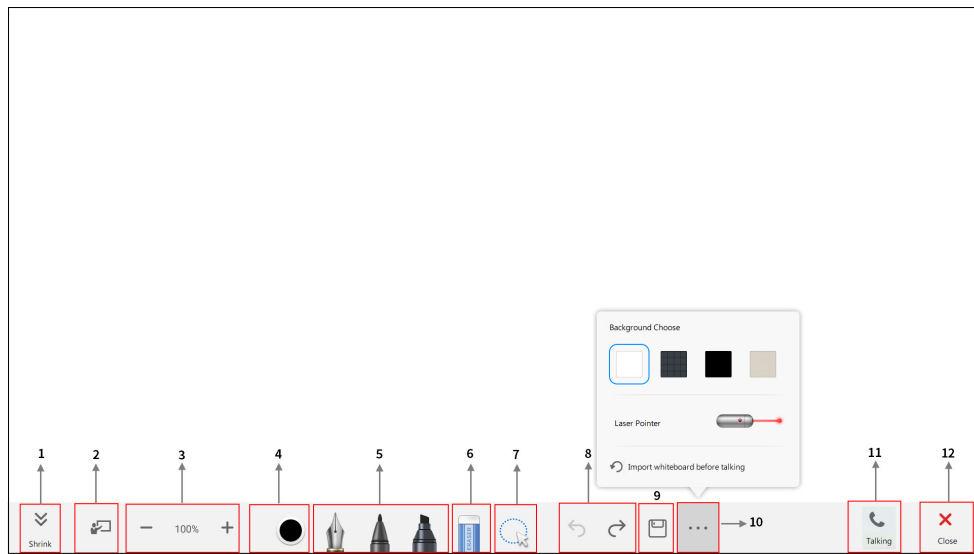 Background Choose
Laser Pointer
Import whiteboard before talking
1
2
3
4
5
6
7
8
9
10
11
12
Shrink
100%
ERASER
Talking
Close